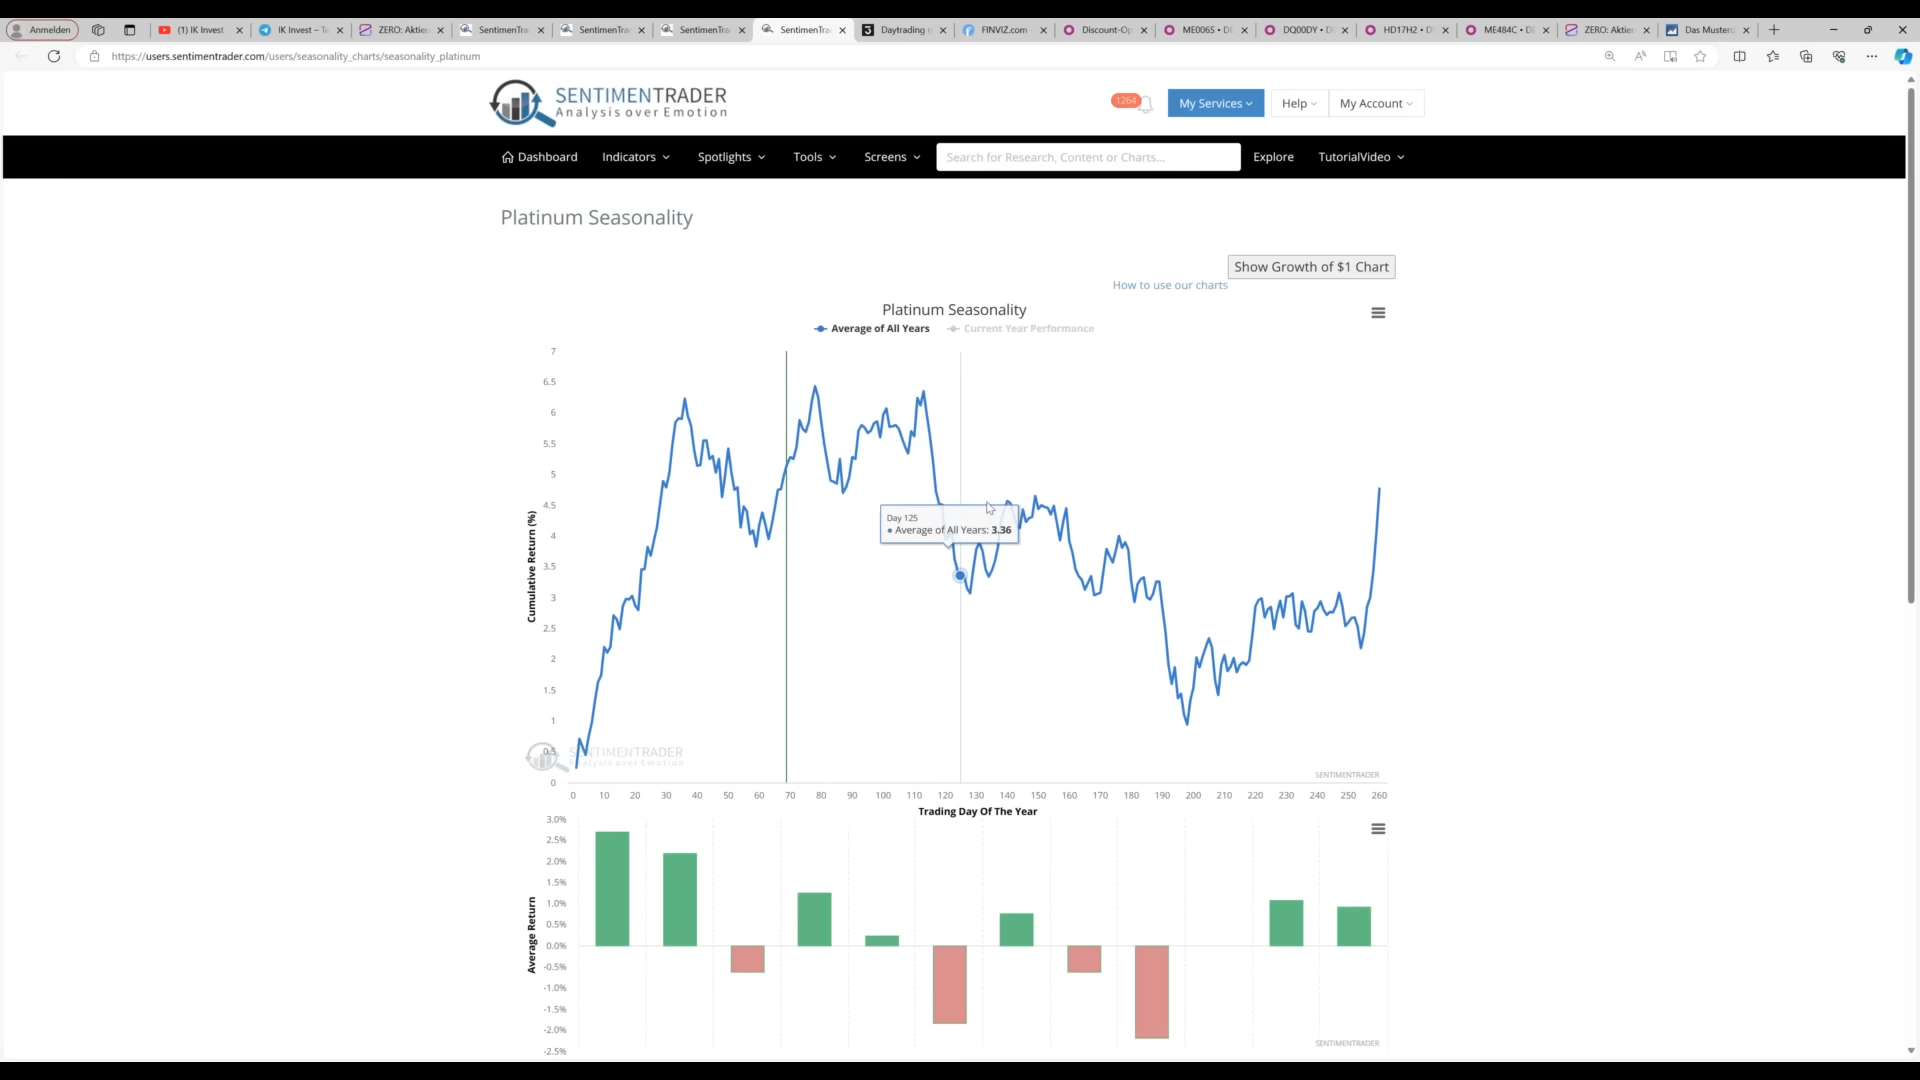 Anmelden
(1) IK Invest
IK Invest – Te
ZERO: Aktien
SentimenTra
SentimenTra
SentimenTra
SentimenTra
Daytrading i
FINVIZ.com
Discount-Op
ME006S • DE
DQ00DY • D
HD17H2 • D
ME484C • DE
ZERO: Aktien
Das Musterd
https://users.sentimentrader.com/users/seasonality_charts/seasonality_platinum
SENTIMENTRADER
Analysis over Emotion
1264
My Services
Help
My Account
Dashboard
Indicators
Spotlights
Tools
Screens
Search for Research, Content or Charts...
Explore
TutorialVideo
Platinum Seasonality
Show Growth of $1 Chart
How to use our charts
Platinum Seasonality
Average of All Years
Current Year Performance
7
6.5
6
5.5
5
4.5
4
3.5
3
2.5
2
1.5
1
0.5
0
Cumulative Return (%)
Day 125
Average of All Years: 3.36
SENTIMENTRADER
Analysis over Emotion
SENTIMENTRADER
0 10 20 30 40 50 60 70 80 90 100 110 120 130 140 150 160 170 180 190 200 210 220 230 240 250 260
Trading Day Of The Year
3.0%
2.5%
2.0%
1.5%
1.0%
0.5%
0.0%
-0.5%
-1.0%
-1.5%
-2.0%
-2.5%
Average Return
SENTIMENTRADER